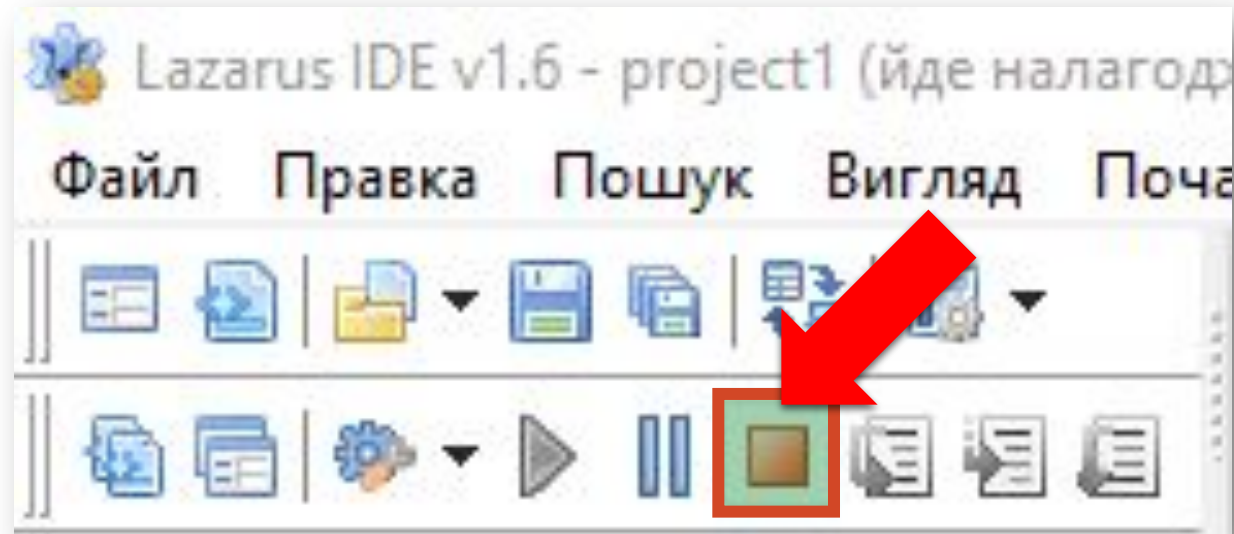 Lazarus IDE v1.6 - project1 (йде налагодж
Файл Правка Пошук Вигляд Поча